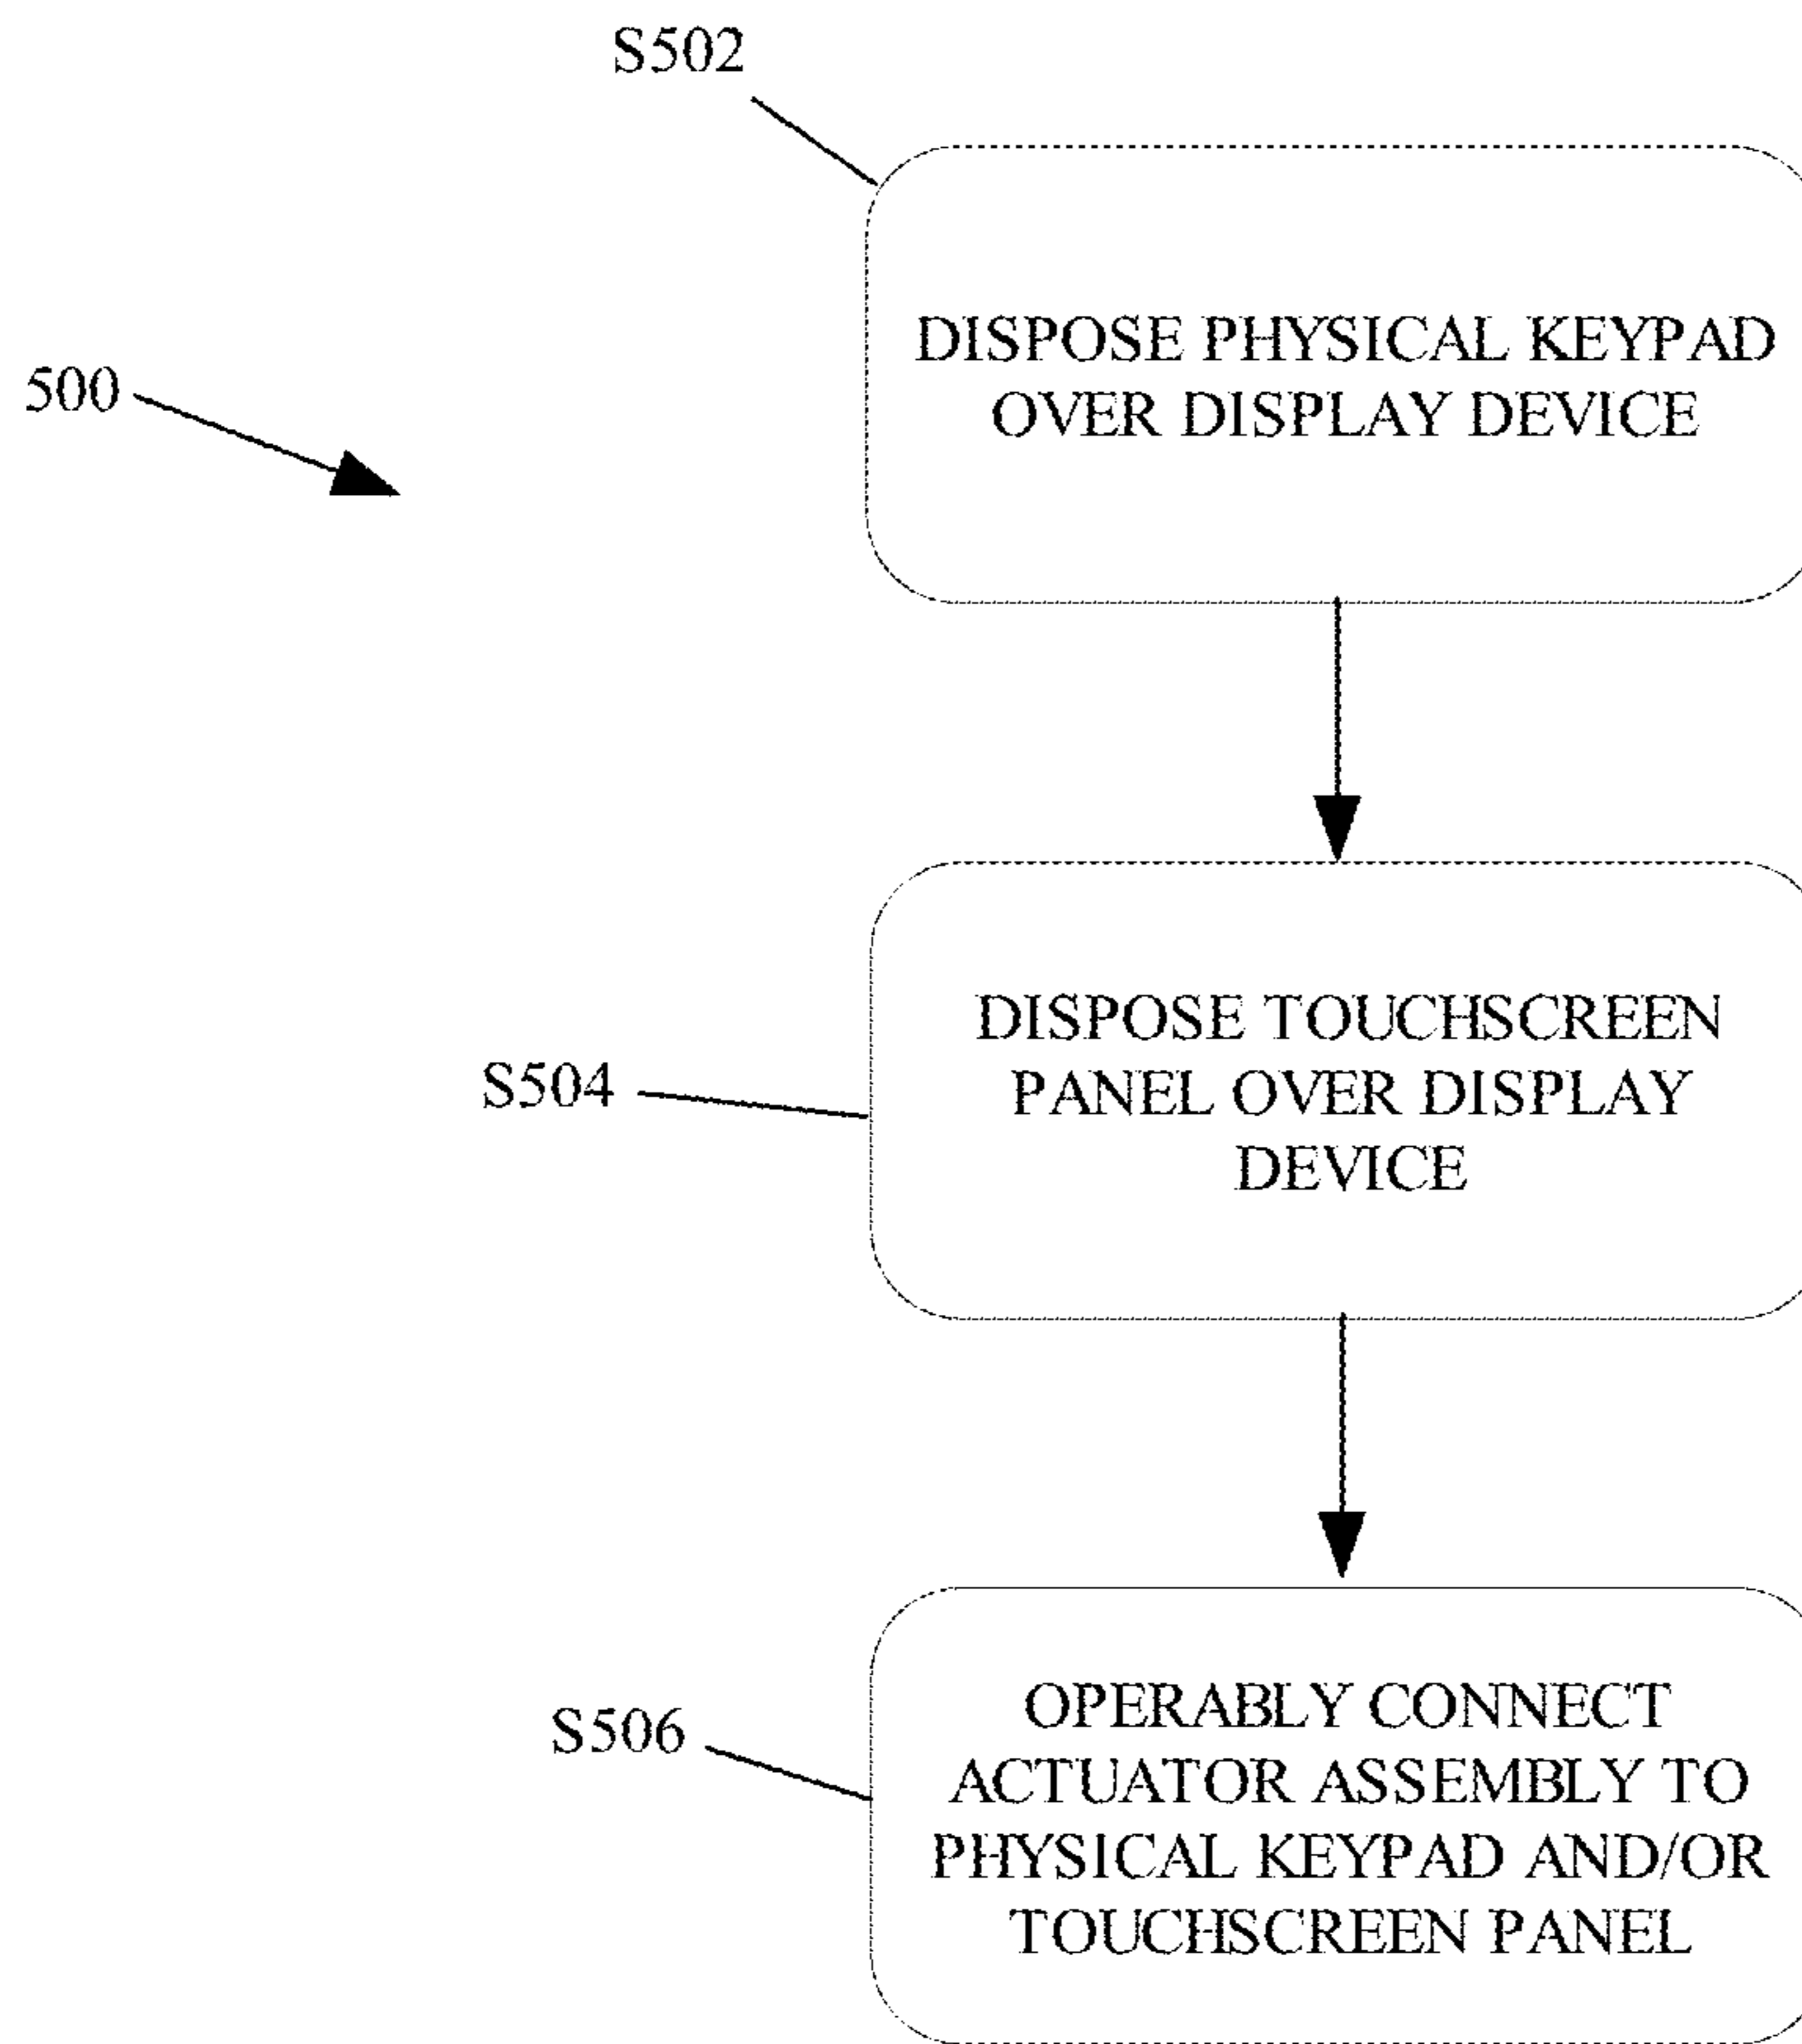 S502
DISPOSE PHYSICAL KEYPAD
OVER DISPLAY DEVICE
500
DISPOSE TOUCHSCREEN
PANEL OVER DISPLAY
DEVICE
S504
OPERABLY CONNECT
ACTUATOR ASSEMBLY TO
PHYSICAL KEYPAD AND/OR
TOUCHSCREEN PANEL
S506